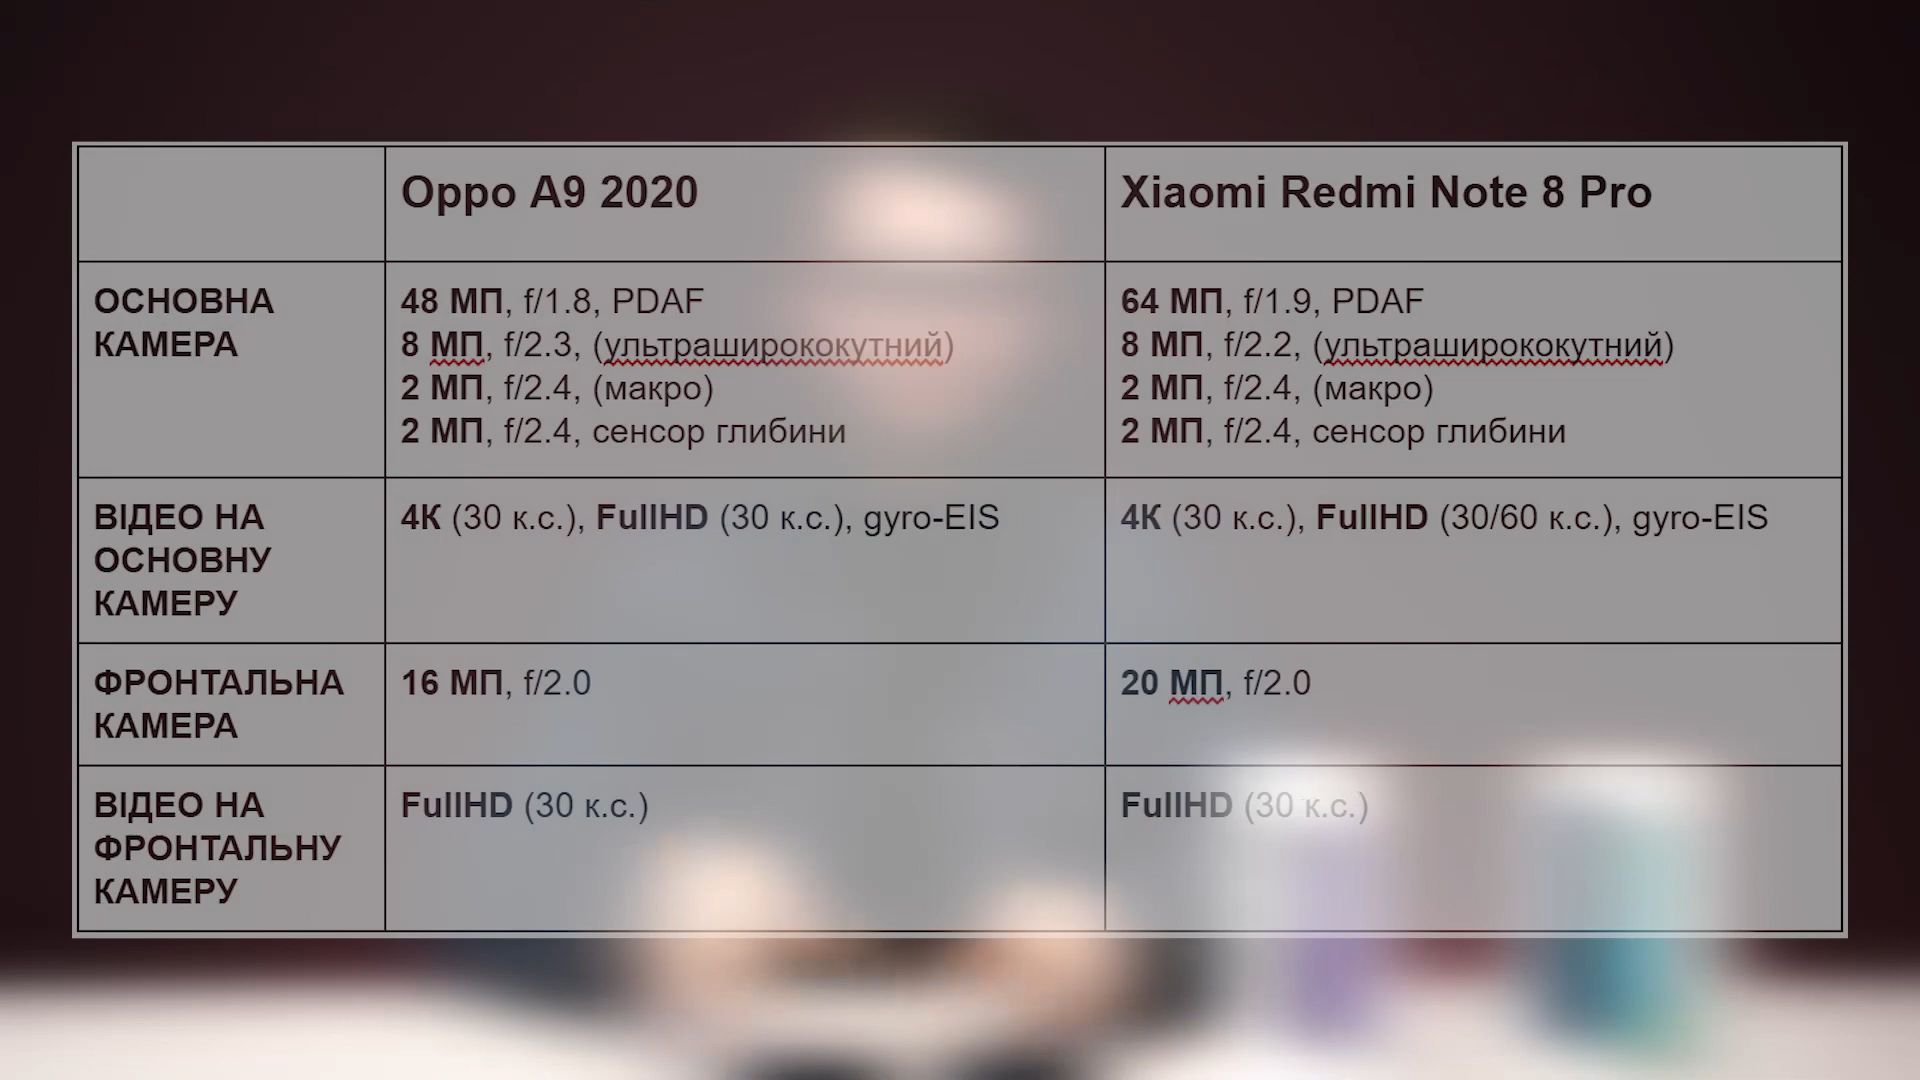 Oppo A9 2020
Xiaomi Redmi Note 8 Pro
ОСНОВНА
КАМЕРА
48 МП, f/1.8, PDAF
8 МП, f/2.3, (ультраширококутний)
2 МП, f/2.4, (макро)
2 МП, f/2.4, сенсор глибини
64 МП, f/1.9, PDAF
8 МП, f/2.2, (ультраширококутний)
2 МП, f/2.4, (макро)
2 МП, f/2.4, сенсор глибини
ВІДЕО НА
ОСНОВНУ
КАМЕРУ
4К (30 к.с.), FullHD (30 к.с.), gyro-EIS
4К (30 к.с.), FullHD (30/60 к.с.), gyro-EIS
ФРОНТАЛЬНА
КАМЕРА
16 МП, f/2.0
20 МП, f/2.0
ВІДЕО НА
ФРОНТАЛЬНУ
КАМЕРУ
FullHD (30 к.с.)
FullHD (30 к.с.)